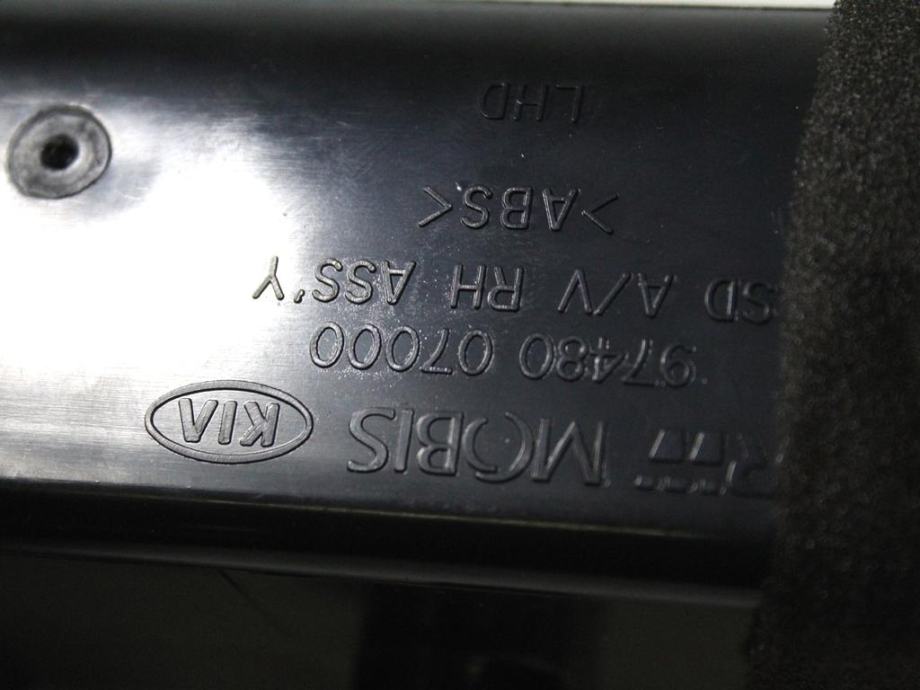 MOBIS KIA
97480 07000
SD A/V RH ASS'Y
>ABS<
LHD